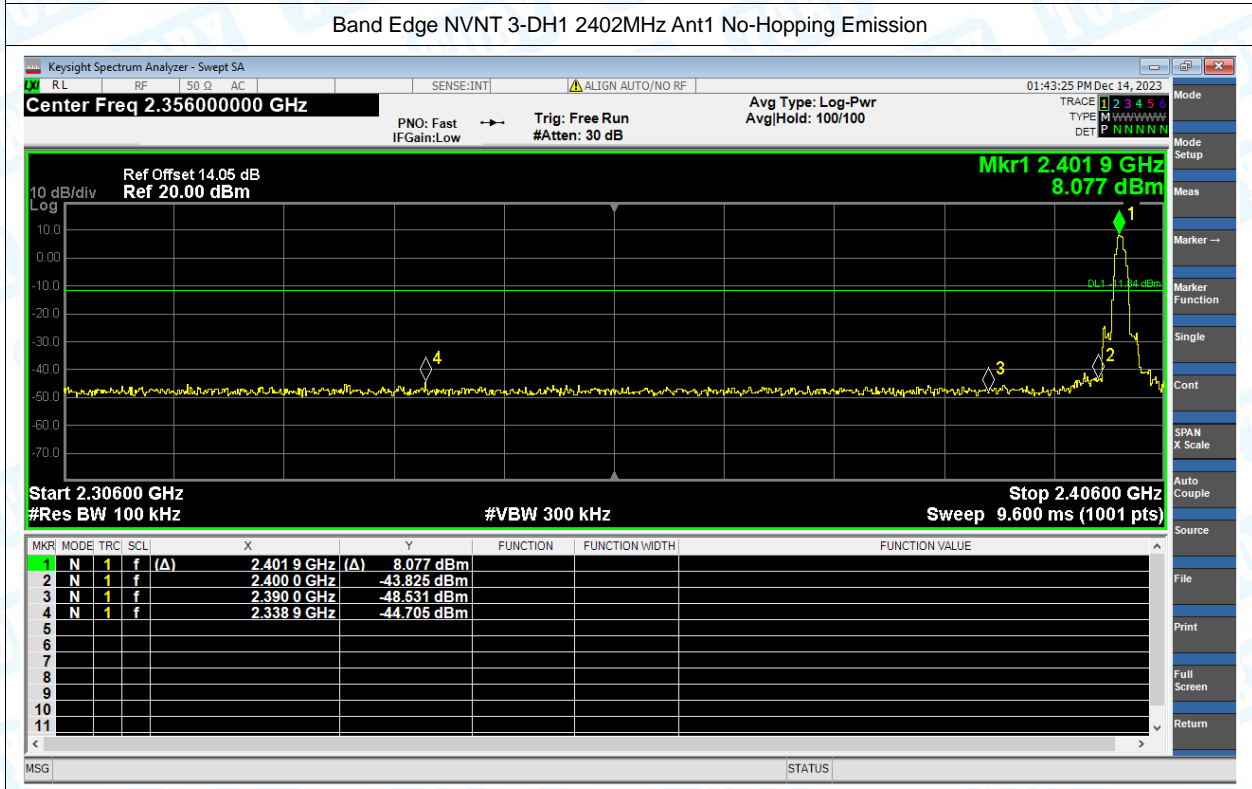 Band Edge NVNT 3-DH1 2402MHz Ant1 No-Hopping Emission
Keysight Spectrum Analyzer - Swept SA
LXI RL RF 50 Ω AC SENSE:INT ALIGN AUTO/NO RF 01:43:25 PM Dec 14, 2023
Center Freq 2.356000000 GHz
PNO: Fast
IFGain:Low
Trig: Free Run
#Atten: 30 dB
Avg Type: Log-Pwr
Avg|Hold: 100/100
TRACE 1 2 3 4 5 6
TYPE M WWWWW
DET P N N N N N
Mkr1 2.401 9 GHz
8.077 dBm
Ref Offset 14.05 dB
10 dB/div Ref 20.00 dBm
Log
10.0
0.00
-10.0
-20.0
-30.0
-40.0
-50.0
-60.0
-70.0
1
DL1 -11.84 dBm
2
3
4
Start 2.30600 GHz Stop 2.40600 GHz
#Res BW 100 kHz #VBW 300 kHz Sweep 9.600 ms (1001 pts)
MKR MODE TRC SCL X Y FUNCTION FUNCTION WIDTH FUNCTION VALUE
1 N 1 f (Δ) 2.401 9 GHz (Δ) 8.077 dBm
2 N 1 f 2.400 0 GHz -43.825 dBm
3 N 1 f 2.390 0 GHz -48.531 dBm
4 N 1 f 2.338 9 GHz -44.705 dBm
5
6
7
8
9
10
11
MSG STATUS
Mode
Mode
Setup
Meas
Marker →
Marker
Function
Single
Cont
SPAN
X Scale
Auto
Couple
Source
File
Print
Full
Screen
Return